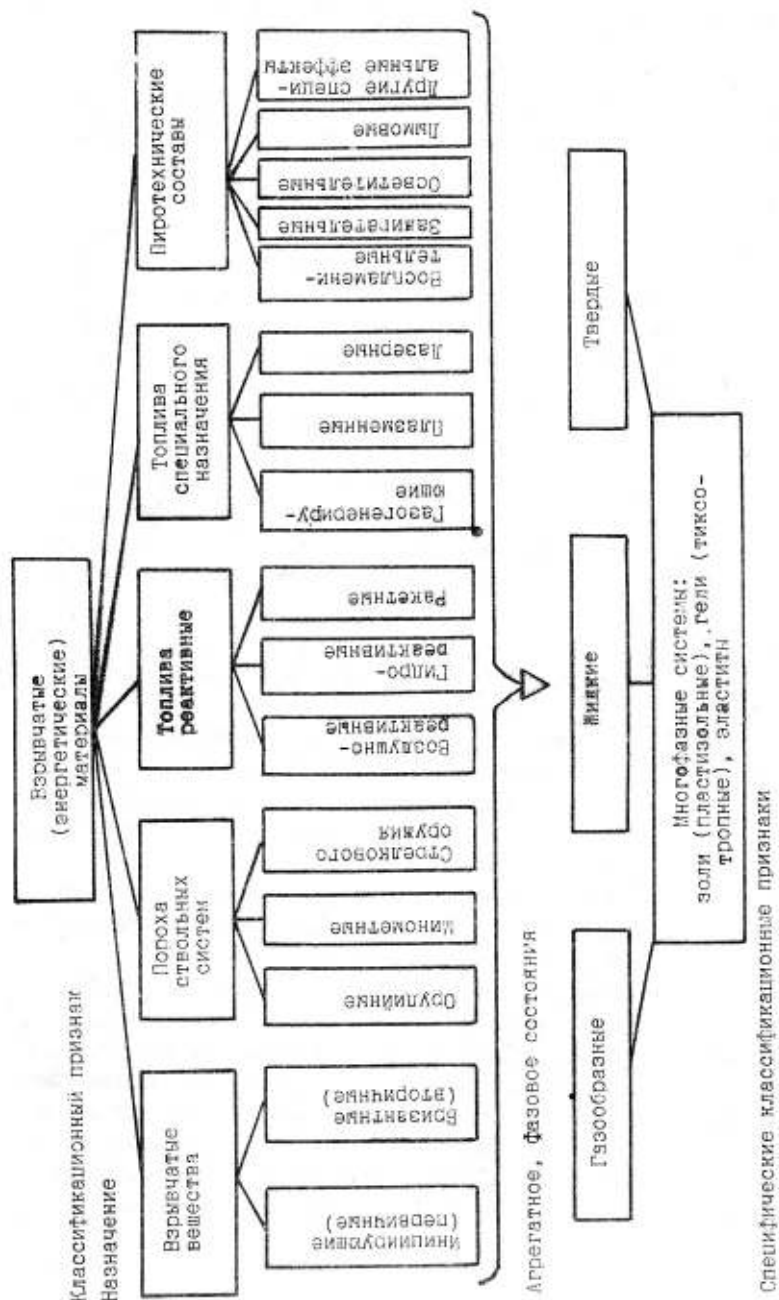 Классификационный признак
Назначение
Взрывчатые
(энергетические)
материалы
Взрывчатые
вещества
Пороха
ствольных
систем
Топлива
реактивные
Топлива
специального
назначения
Пиротехнические
составы
Инициирующие
(первичные)
Бризантные
(вторичные)
Орудийные
Минометные
Стрелкового
оружия
Воздушно-
реактивные
Гидро-
реактивные
Ракетные
Газогенериру-
ющие
Плазменные
Лазерные
Воспламени-
тельные
Зажигательные
Осветительные
Дымовые
Другие специ-
альные эффекты
Агрегатное, фазовое состояния
Газообразные
Жидкие
Твердые
Многофазные системы:
золи (пластизольные), гели (тиксо-
тропные), эластиты
Специфические классификационные признаки